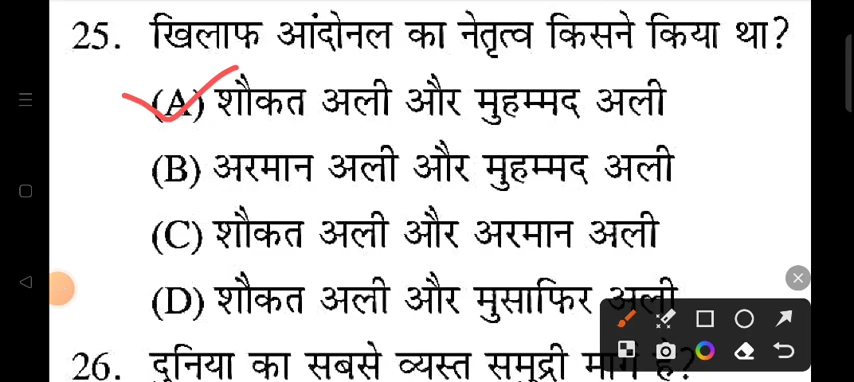 25. खिलाफ आंदोनल का नेतृत्व किसने किया था?
(A) शौकत अली और मुहम्मद अली
(B) अरमान अली और मुहम्मद अली
(C) शौकत अली और अरमान अली
(D) शौकत अली और मुसाफिर अली
26. दुनिया का सबसे व्यस्त समुद्री मार्ग है?